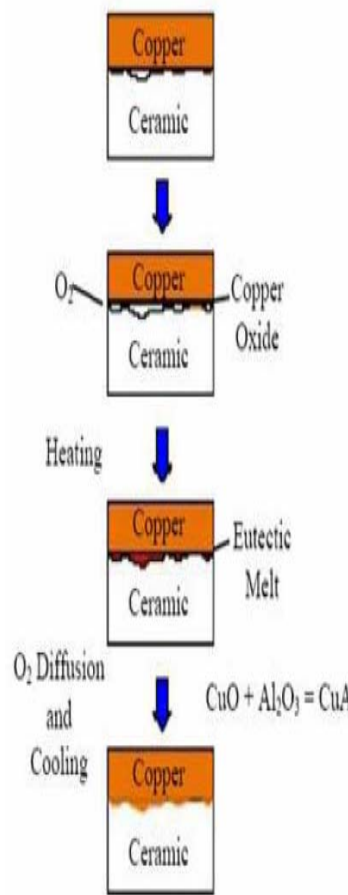 Copper
Ceramic
O₂
Copper
Copper
Oxide
Ceramic
Heating
Copper
Eutectic
Melt
Ceramic
O₂ Diffusion
and
Cooling
CuO + Al₂O₃ = CuA
Copper
Ceramic